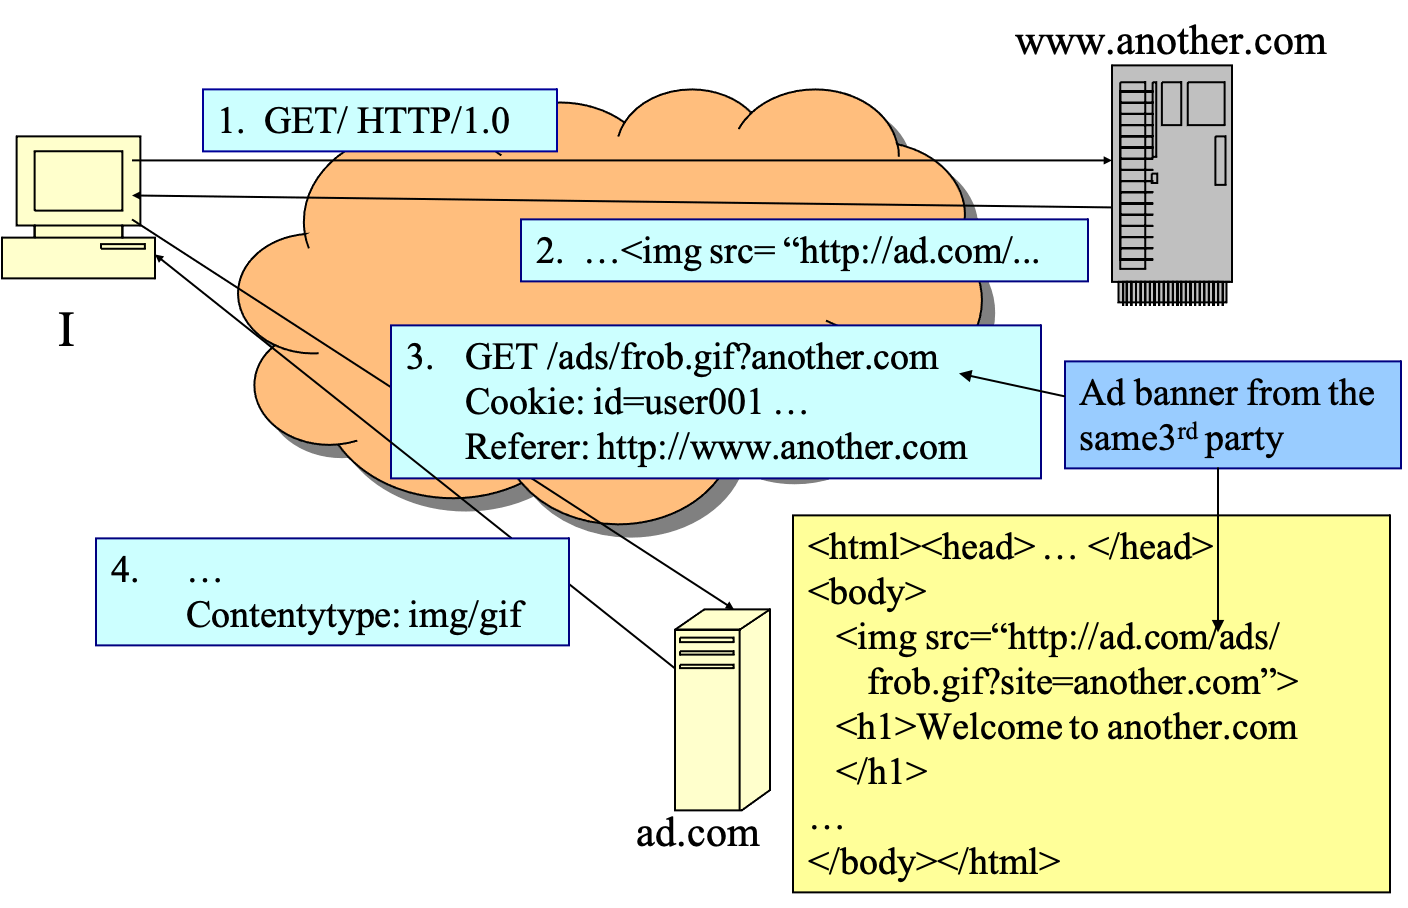 www.another.com
1. GET/ HTTP/1.0
2. …<img src= “http://ad.com/...
I
3. GET /ads/frob.gif?another.com
Cookie: id=user001 …
Referer: http://www.another.com
Ad banner from the
same3rd party
4. …
Contentytype: img/gif
ad.com
<html><head> … </head>
<body>
<img src=“http://ad.com/ads/
frob.gif?site=another.com”>
<h1>Welcome to another.com
</h1>
…
</body></html>